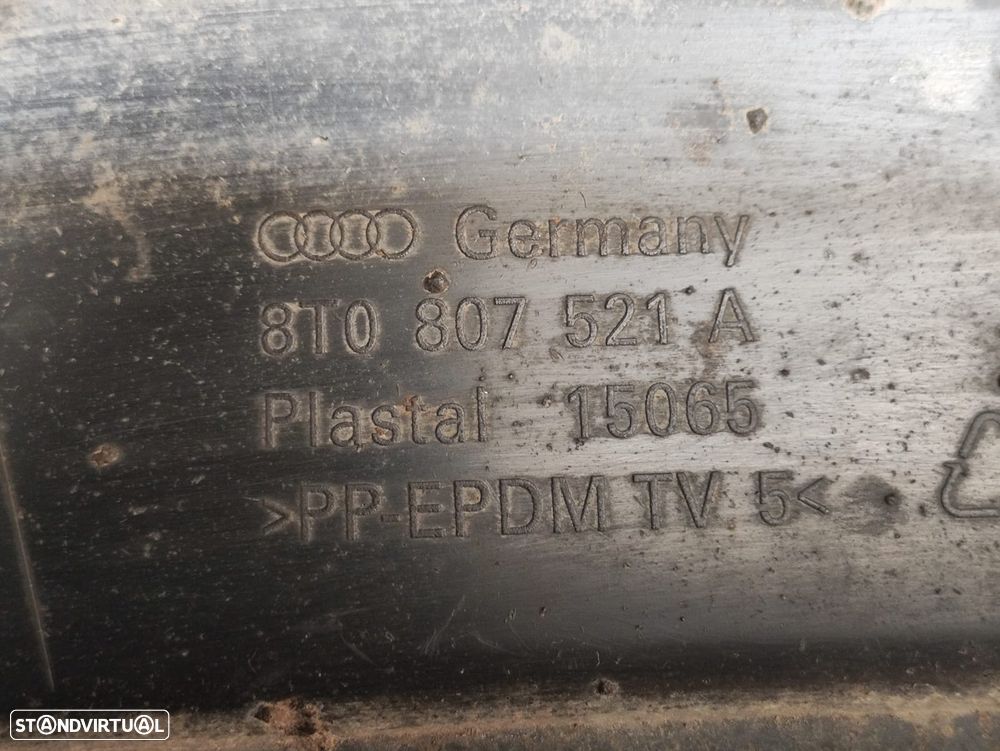 Germany
8T0 807 521 A
Plastal 15065
>PP-EPDM TV 5<
STANDVIRTUAL